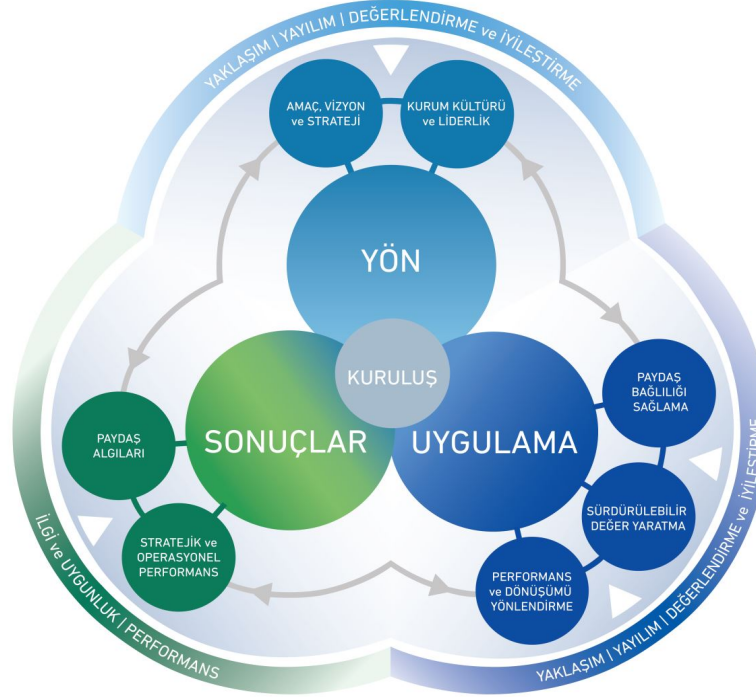 YAKLAŞIM | YAYILIM | DEĞERLENDİRME ve İYİLEŞTİRME
AMAÇ, VİZYON
ve STRATEJİ
KURUM KÜLTÜRÜ
ve LİDERLİK
YÖN
KURULUŞ
SONUÇLAR
UYGULAMA
PAYDAŞ
BAĞLILIĞI
SAĞLAMA
PAYDAŞ
ALGILARI
SÜRDÜRÜLEBİLİR
DEĞER YARATMA
STRATEJİK ve
OPERASYONEL
PERFORMANS
PERFORMANS
ve DÖNÜŞÜMÜ
YÖNLENDİRME
İLGİ ve UYGUNLUK | PERFORMANS
YAKLAŞIM | YAYILIM | DEĞERLENDİRME ve İYİLEŞTİRME